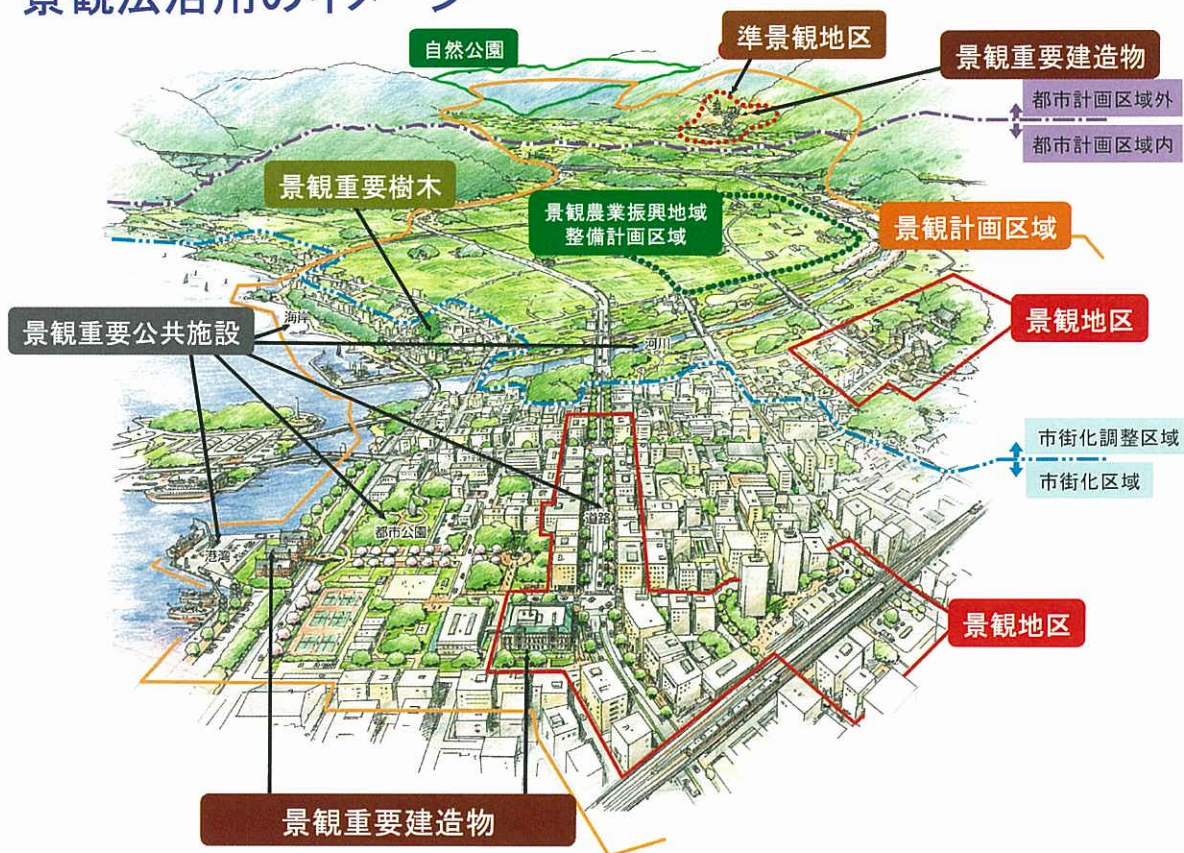 景観法活用のイメージ
自然公園
準景観地区
景観重要建造物
都市計画区域外
都市計画区域内
景観重要樹木
景観農業振興地域
整備計画区域
景観計画区域
景観地区
海岸
景観重要公共施設
河川
市街化調整区域
市街化区域
道路
都市公園
港湾
景観地区
景観重要建造物